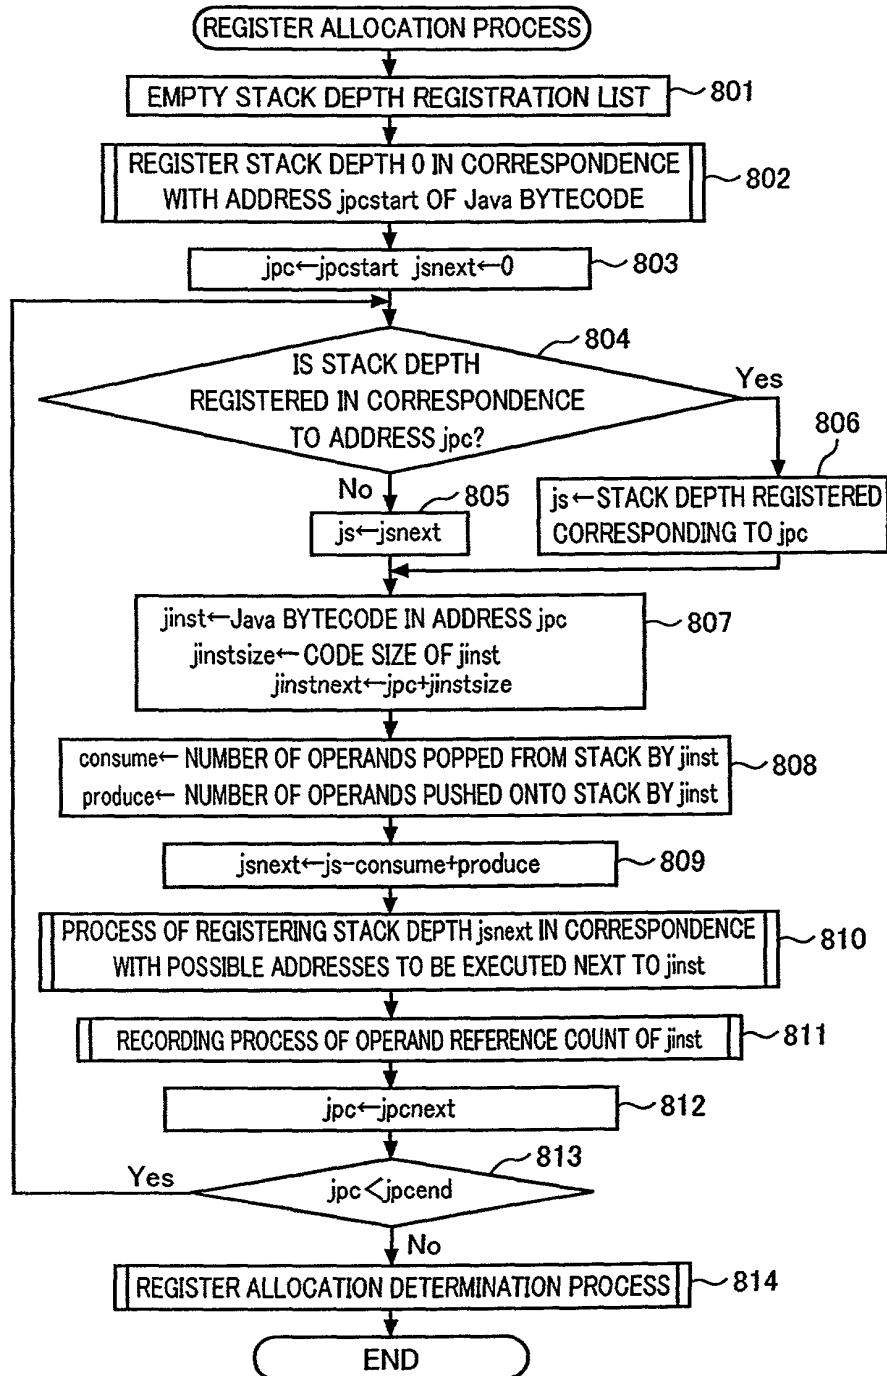 REGISTER ALLOCATION PROCESS
EMPTY STACK DEPTH REGISTRATION LIST
801
REGISTER STACK DEPTH 0 IN CORRESPONDENCE
WITH ADDRESS jpcstart OF Java BYTECODE
802
jpc←jpcstart jsnext←0
803
804
IS STACK DEPTH
REGISTERED IN CORRESPONDENCE
TO ADDRESS jpc?
Yes
806
js←STACK DEPTH REGISTERED
CORRESPONDING TO jpc
No
805
js←jsnext
jinst←Java BYTECODE IN ADDRESS jpc
jinstsize←CODE SIZE OF jinst
jinstnext←jpc+jinstsize
807
consume← NUMBER OF OPERANDS POPPED FROM STACK BY jinst
produce← NUMBER OF OPERANDS PUSHED ONTO STACK BY jinst
808
jsnext←js-consume+produce
809
PROCESS OF REGISTERING STACK DEPTH jsnext IN CORRESPONDENCE
WITH POSSIBLE ADDRESSES TO BE EXECUTED NEXT TO jinst
810
RECORDING PROCESS OF OPERAND REFERENCE COUNT OF jinst
811
jpc←jpcnext
812
813
Yes
jpc<jpcend
No
REGISTER ALLOCATION DETERMINATION PROCESS
814
END